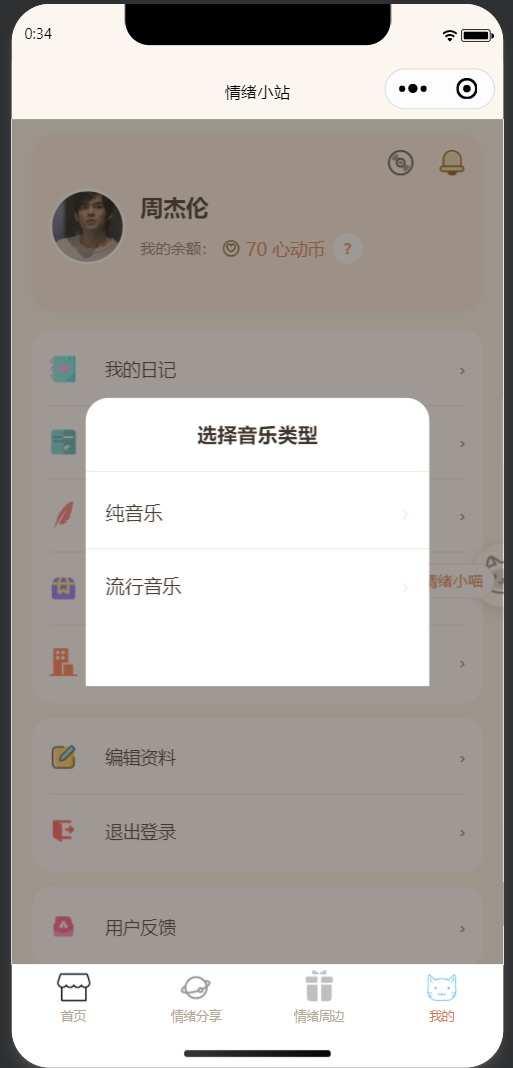 0:34
情绪小站
周杰伦
我的余额：
70 心动币
?
我的日记
选择音乐类型
纯音乐
流行音乐
情绪小喵
编辑资料
退出登录
用户反馈
首页
情绪分享
情绪周边
我的